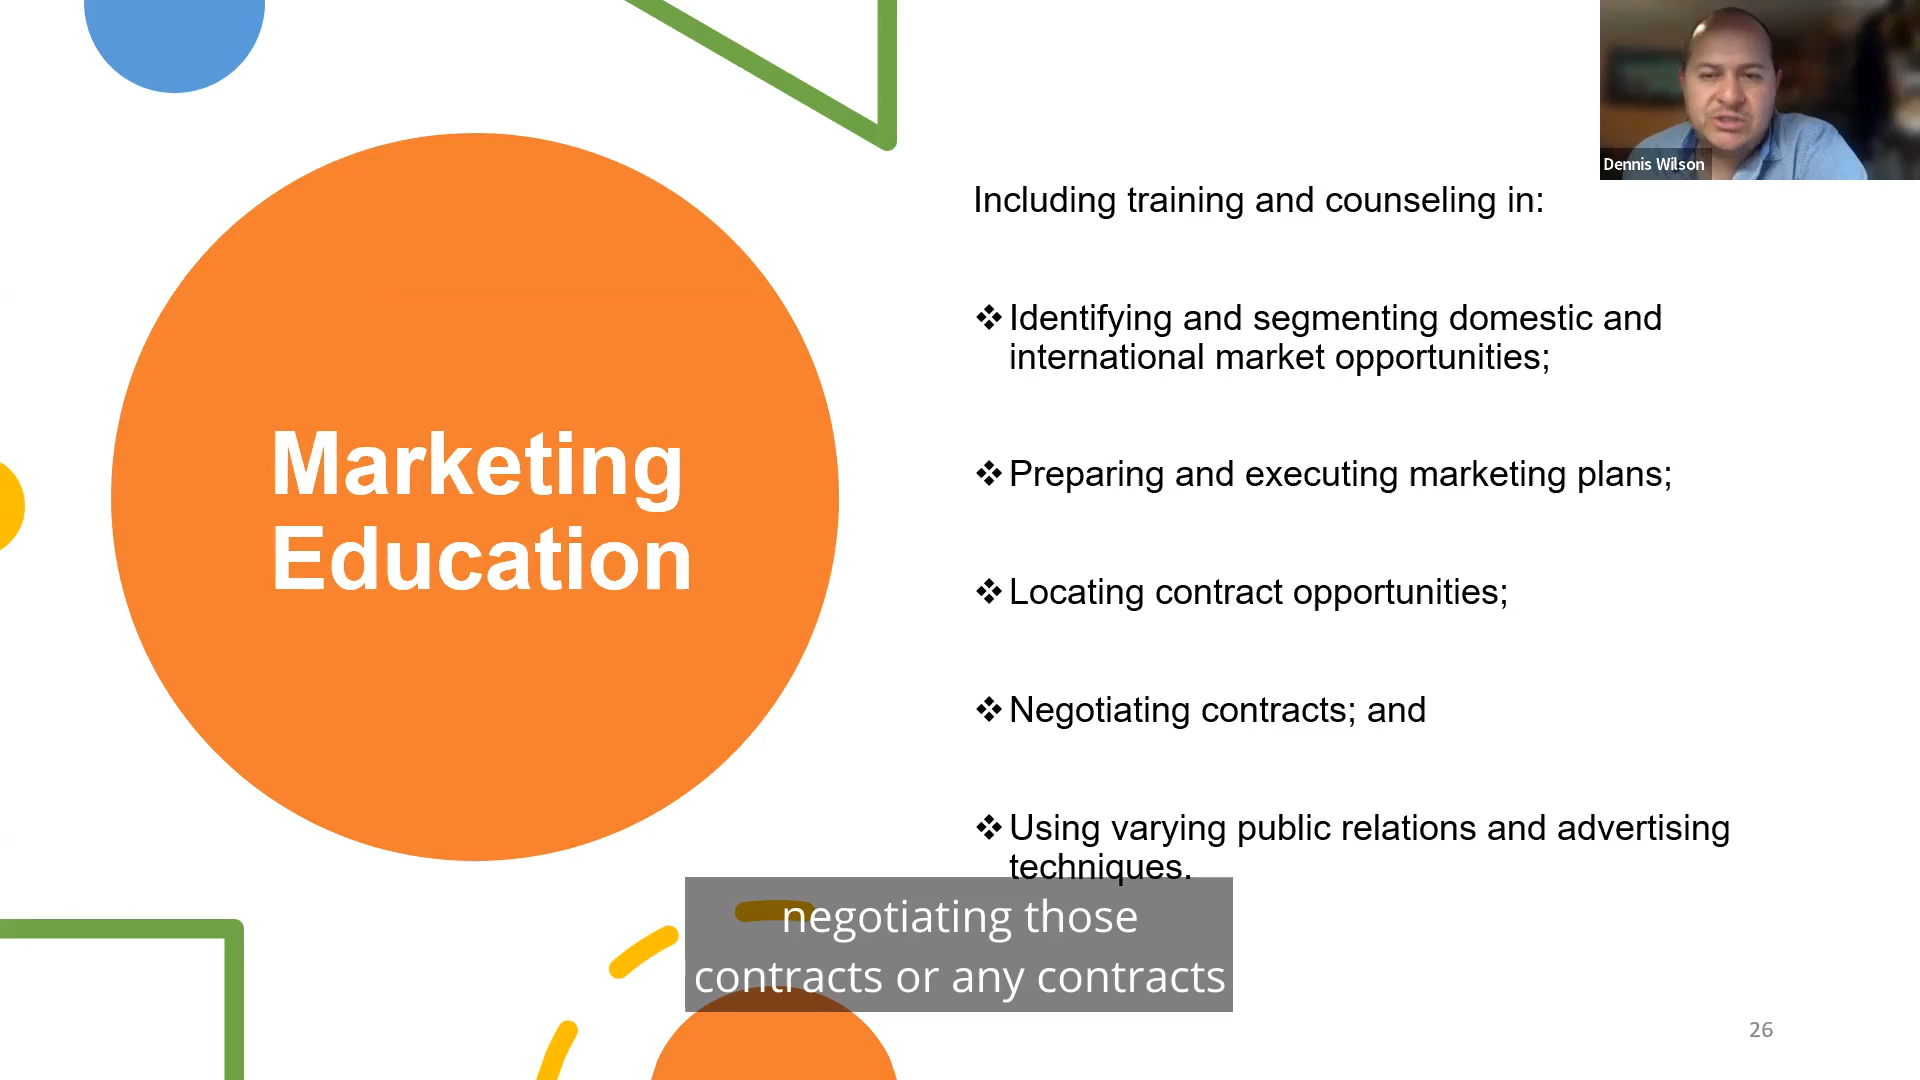 Dennis Wilson
Marketing
Education
Including training and counseling in:
❖ Identifying and segmenting domestic and
international market opportunities;
❖ Preparing and executing marketing plans;
❖ Locating contract opportunities;
❖ Negotiating contracts; and
❖ Using varying public relations and advertising
techniques.
negotiating those
contracts or any contracts
26